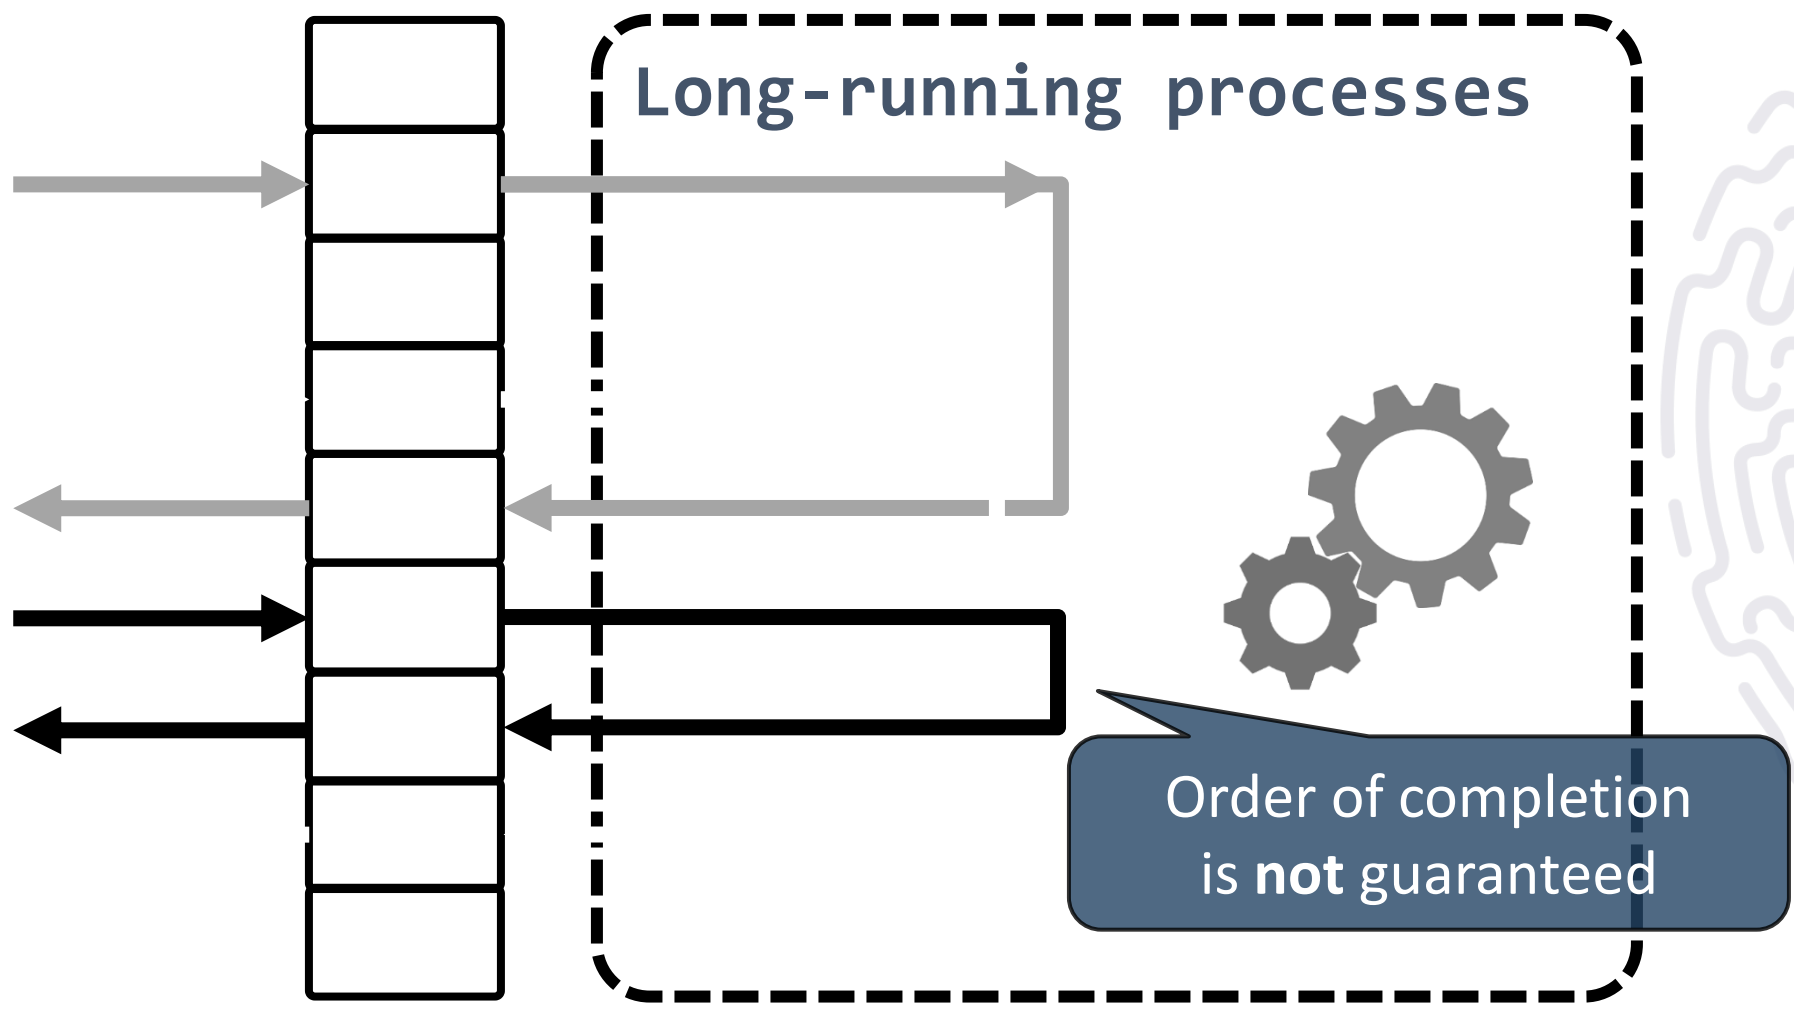 Long-running processes
Order of completion
is not guaranteed